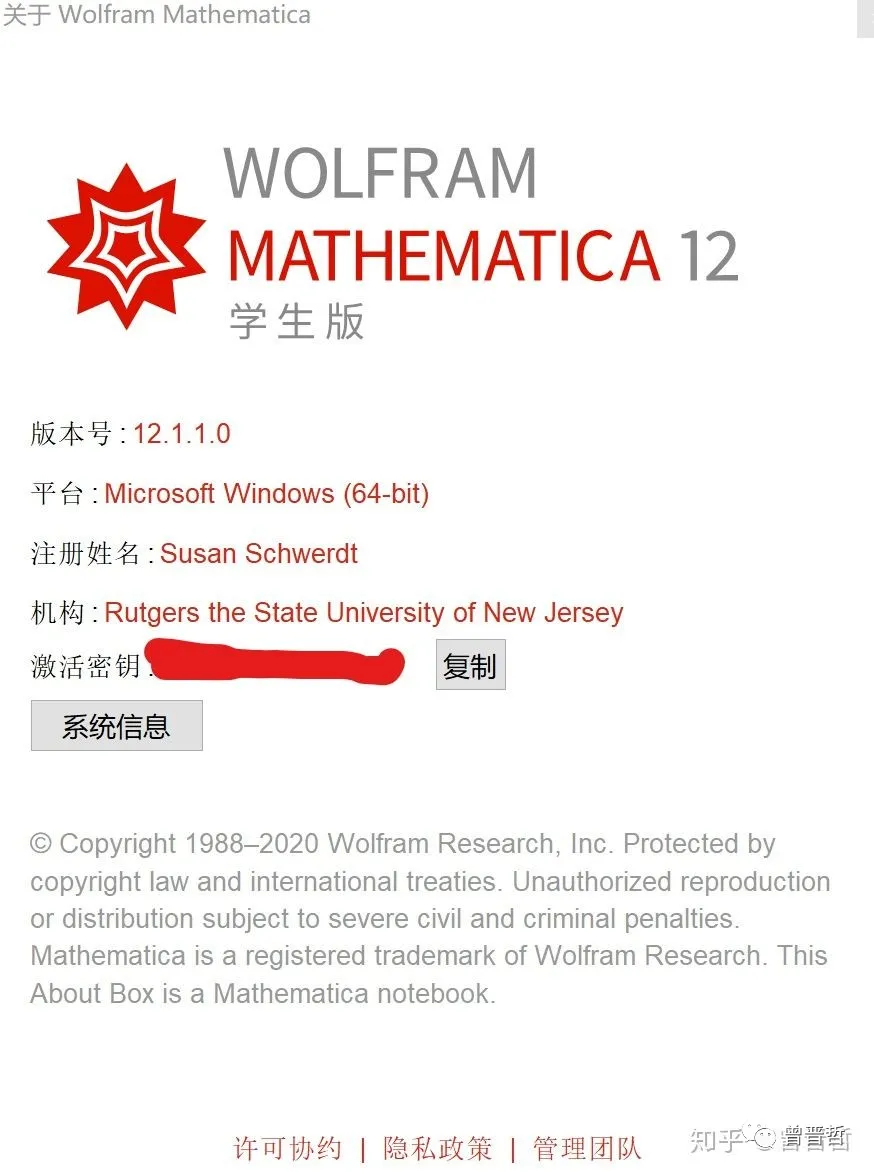 关于 Wolfram Mathematica
WOLFRAM
MATHEMATICA 12
学生版
版本号: 12.1.1.0
平台: Microsoft Windows (64-bit)
注册姓名: Susan Schwerdt
机构: Rutgers the State University of New Jersey
激活密钥: 复制
系统信息
© Copyright 1988–2020 Wolfram Research, Inc. Protected by
copyright law and international treaties. Unauthorized reproduction
or distribution subject to severe civil and criminal penalties.
Mathematica is a registered trademark of Wolfram Research. This
About Box is a Mathematica notebook.
许可协约 | 隐私政策 | 管理团队
知乎 曾晋哲